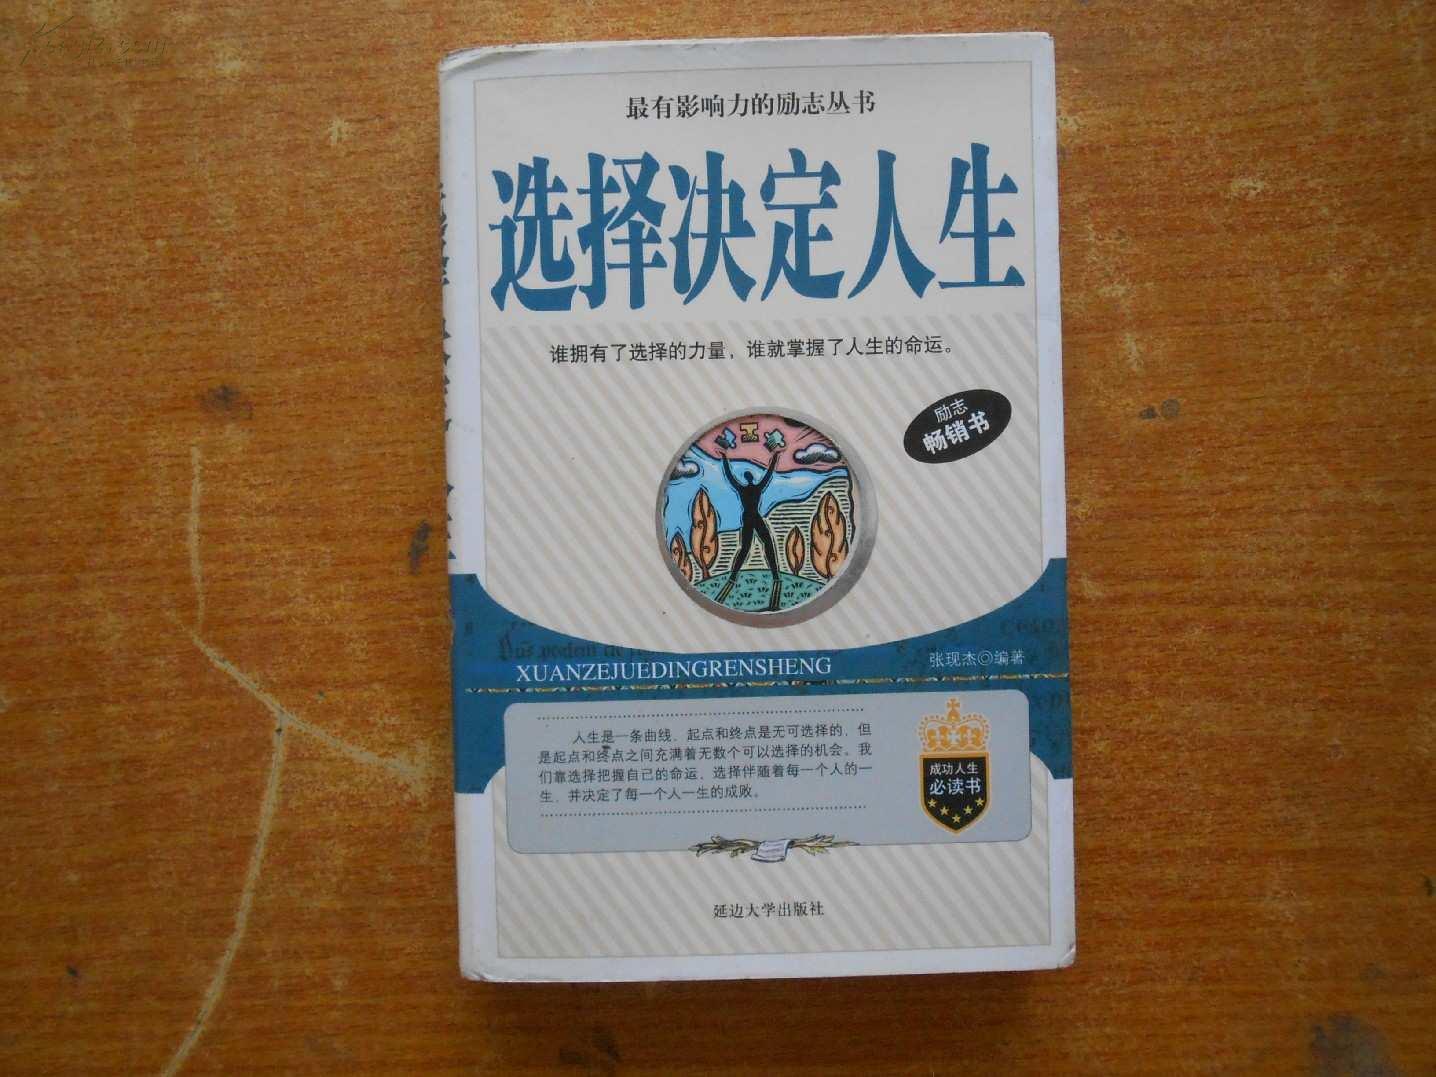 最有影响力的励志丛书
选择决定人生
谁拥有了选择的力量，谁就掌握了人生的命运。
励志
畅销书
XUANZEJUEDINGRENSHENG
张现杰◎编著
人生是一条曲线，起点和终点是无可选择的，但
是起点和终点之间充满着无数个可以选择的机会。我
们靠选择把握自己的命运，选择伴随着每一个人的一
生，并决定了每一个人一生的成败。
成功人生
必读书
延边大学出版社